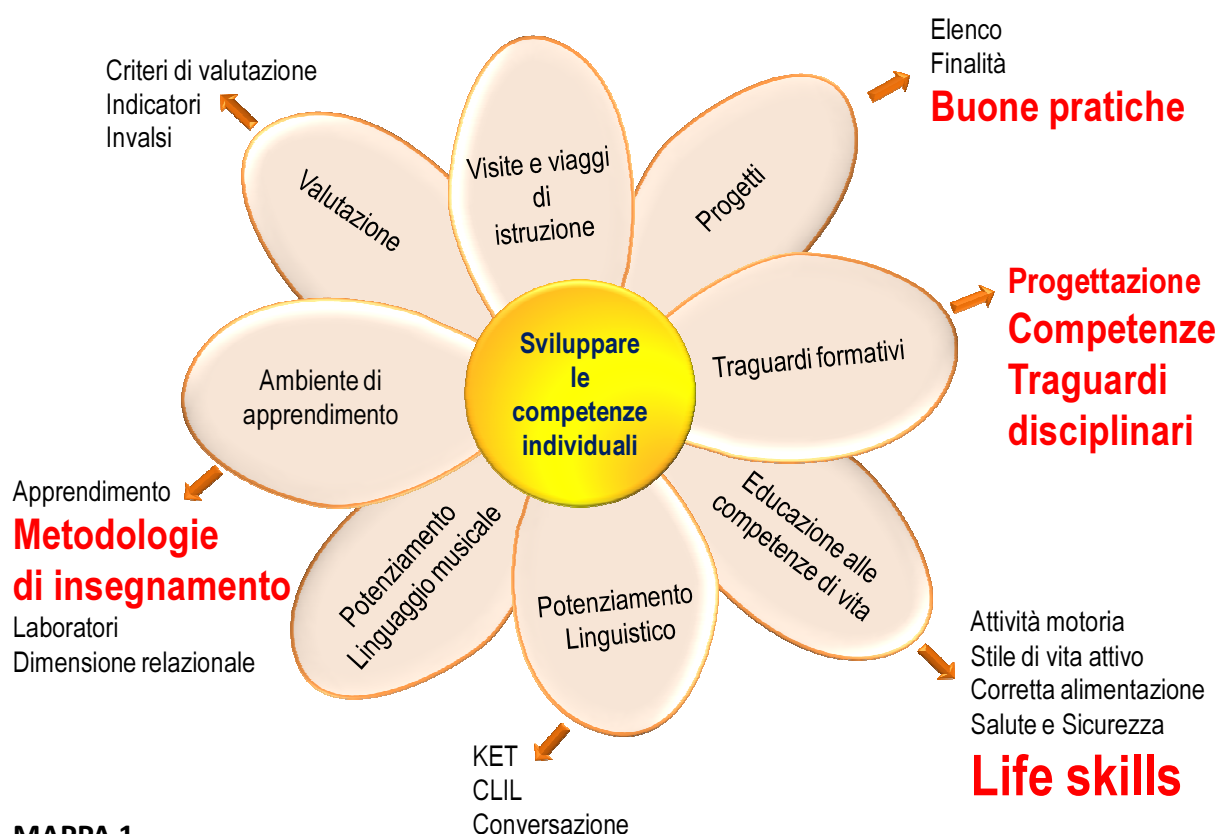 Elenco
Finalità
Buone pratiche
Criteri di valutazione
Indicatori
Invalsi
Visite e viaggi
di
istruzione
Valutazione
Progetti
Progettazione
Competenze
Traguardi
disciplinari
Sviluppare
le
competenze
individuali
Traguardi formativi
Ambiente di
apprendimento
Apprendimento
Metodologie
di insegnamento
Laboratori
Dimensione relazionale
Potenziamento
Linguaggio musicale
Potenziamento
Linguistico
Educazione alle
competenze di vita
Attività motoria
Stile di vita attivo
Corretta alimentazione
Salute e Sicurezza
Life skills
KET
CLIL
Conversazione
MAPPA 1